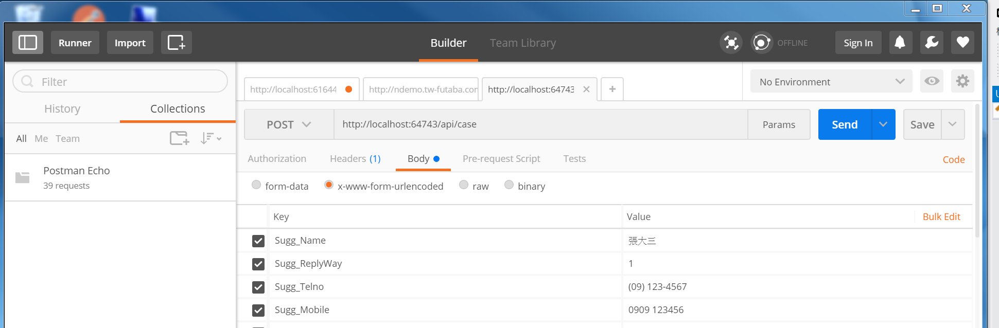 Runner Import Builder Team Library OFFLINE Sign In
Filter
History Collections
All Me Team
Postman Echo
39 requests
http://localhost:61644 http://ndemo.tw-futaba.con http://localhost:64743 No Environment
POST http://localhost:64743/api/case Params Send Save
Authorization Headers (1) Body Pre-request Script Tests Code
form-data x-www-form-urlencoded raw binary
Key Value Bulk Edit
Sugg_Name 張大三
Sugg_ReplyWay 1
Sugg_Telno (09) 123-4567
Sugg_Mobile 0909 123456